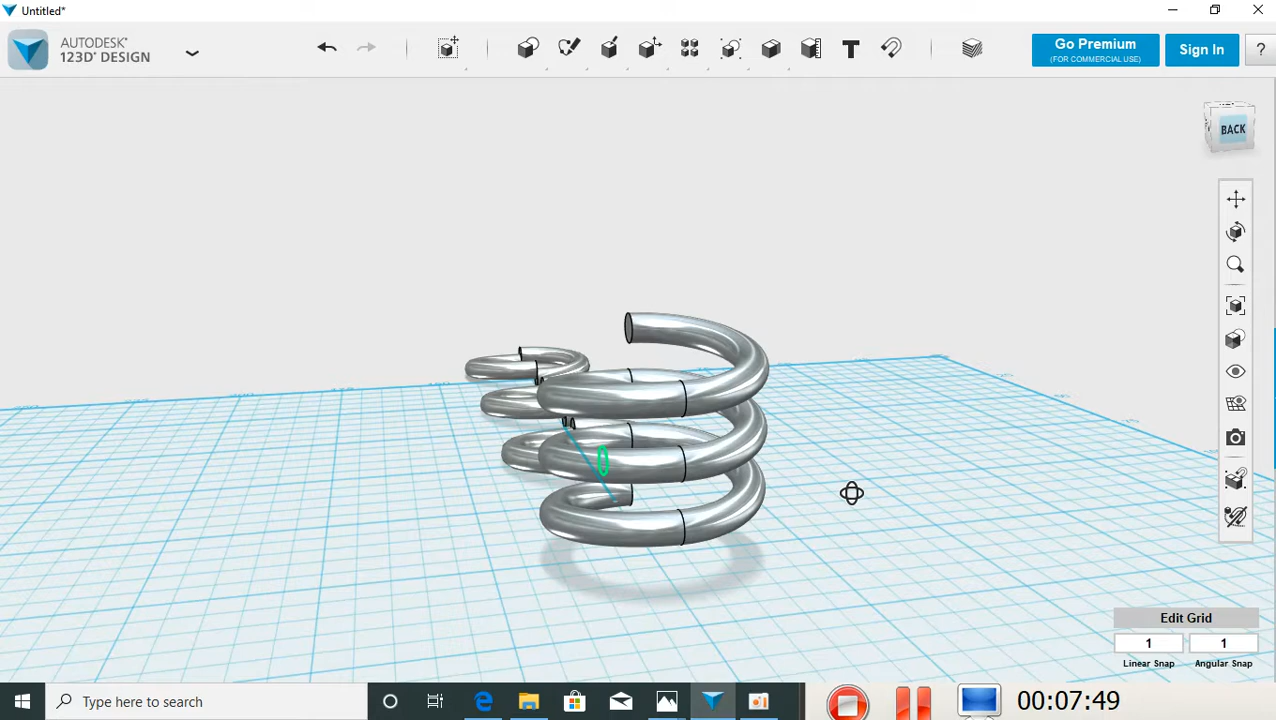 Untitled*
AUTODESK®
123D® DESIGN
T
Go Premium
(FOR COMMERCIAL USE)
Sign In
?
BACK
Edit Grid
1
1
Linear Snap
Angular Snap
Type here to search
00:07:49